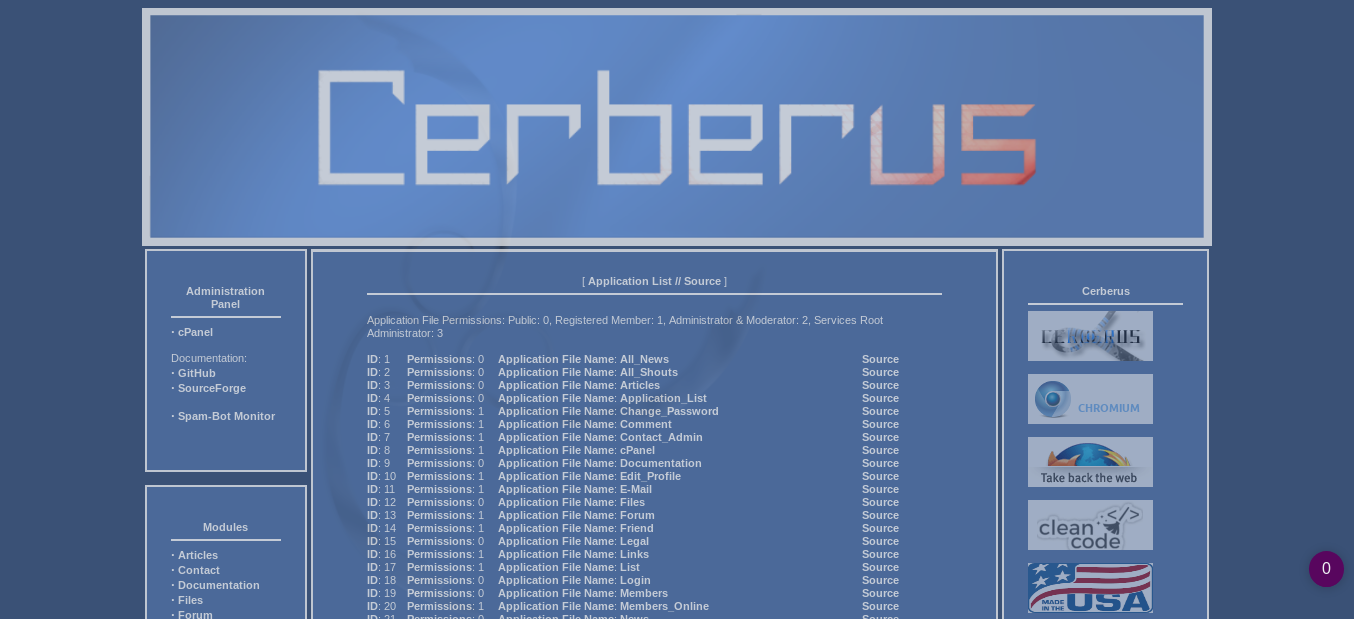 Cerberus
Administration
Panel
· cPanel
Documentation:
· GitHub
· SourceForge
· Spam-Bot Monitor
Modules
· Articles
· Contact
· Documentation
· Files
· Forum
[ Application List // Source ]
Application File Permissions: Public: 0, Registered Member: 1, Administrator & Moderator: 2, Services Root
Administrator: 3
ID: 1 Permissions: 0 Application File Name: All_News Source
ID: 2 Permissions: 0 Application File Name: All_Shouts Source
ID: 3 Permissions: 0 Application File Name: Articles Source
ID: 4 Permissions: 0 Application File Name: Application_List Source
ID: 5 Permissions: 1 Application File Name: Change_Password Source
ID: 6 Permissions: 1 Application File Name: Comment Source
ID: 7 Permissions: 1 Application File Name: Contact_Admin Source
ID: 8 Permissions: 1 Application File Name: cPanel Source
ID: 9 Permissions: 0 Application File Name: Documentation Source
ID: 10 Permissions: 1 Application File Name: Edit_Profile Source
ID: 11 Permissions: 1 Application File Name: E-Mail Source
ID: 12 Permissions: 0 Application File Name: Files Source
ID: 13 Permissions: 1 Application File Name: Forum Source
ID: 14 Permissions: 1 Application File Name: Friend Source
ID: 15 Permissions: 0 Application File Name: Legal Source
ID: 16 Permissions: 1 Application File Name: Links Source
ID: 17 Permissions: 1 Application File Name: List Source
ID: 18 Permissions: 0 Application File Name: Login Source
ID: 19 Permissions: 0 Application File Name: Members Source
ID: 20 Permissions: 1 Application File Name: Members_Online Source
ID: 21 Permissions: 0 Application File Name: News Source
Cerberus
CERBERUS
CHROMIUM
Take back the web
clean </>
code
MADE
IN THE USA
0